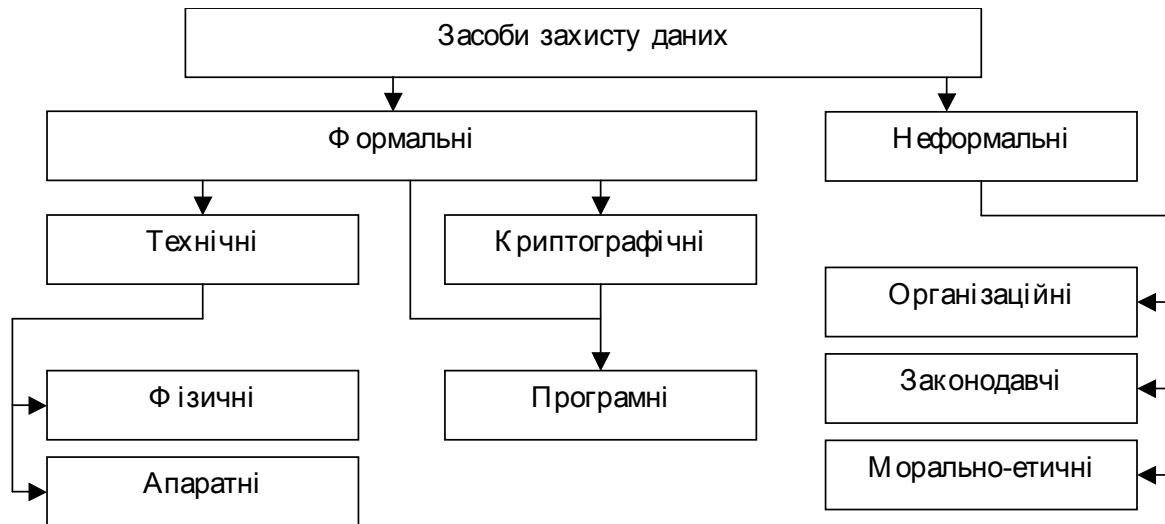 Засоби захисту даних
Формальні
Неформальні
Технічні
Криптографічні
Організаційні
Законодавчі
Фізичні
Програмні
Морально-етичні
Апаратні